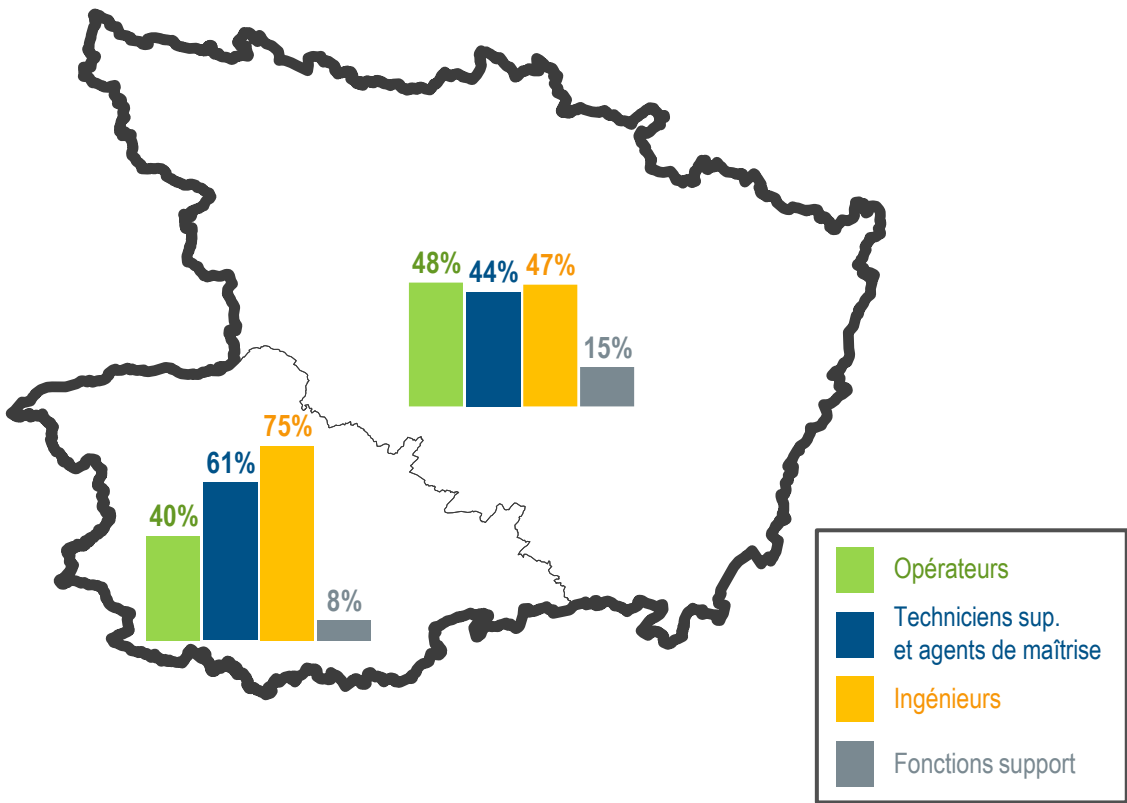 48%
44%
47%
15%
75%
61%
40%
8%
Opérateurs
Techniciens sup.
et agents de maîtrise
Ingénieurs
Fonctions support